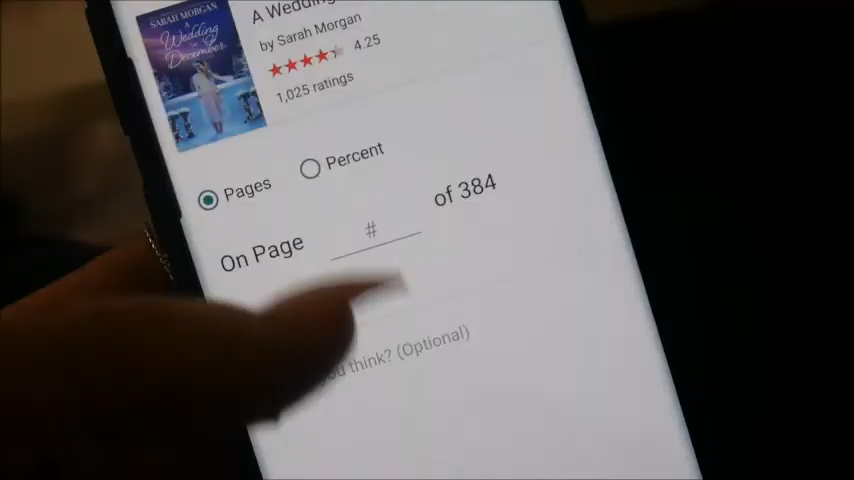 SARAH MORGAN
A
Wedding
in
December
A Wedding
by Sarah Morgan
4.25
1,025 ratings
Pages
Percent
On Page # of 384
you think? (Optional)